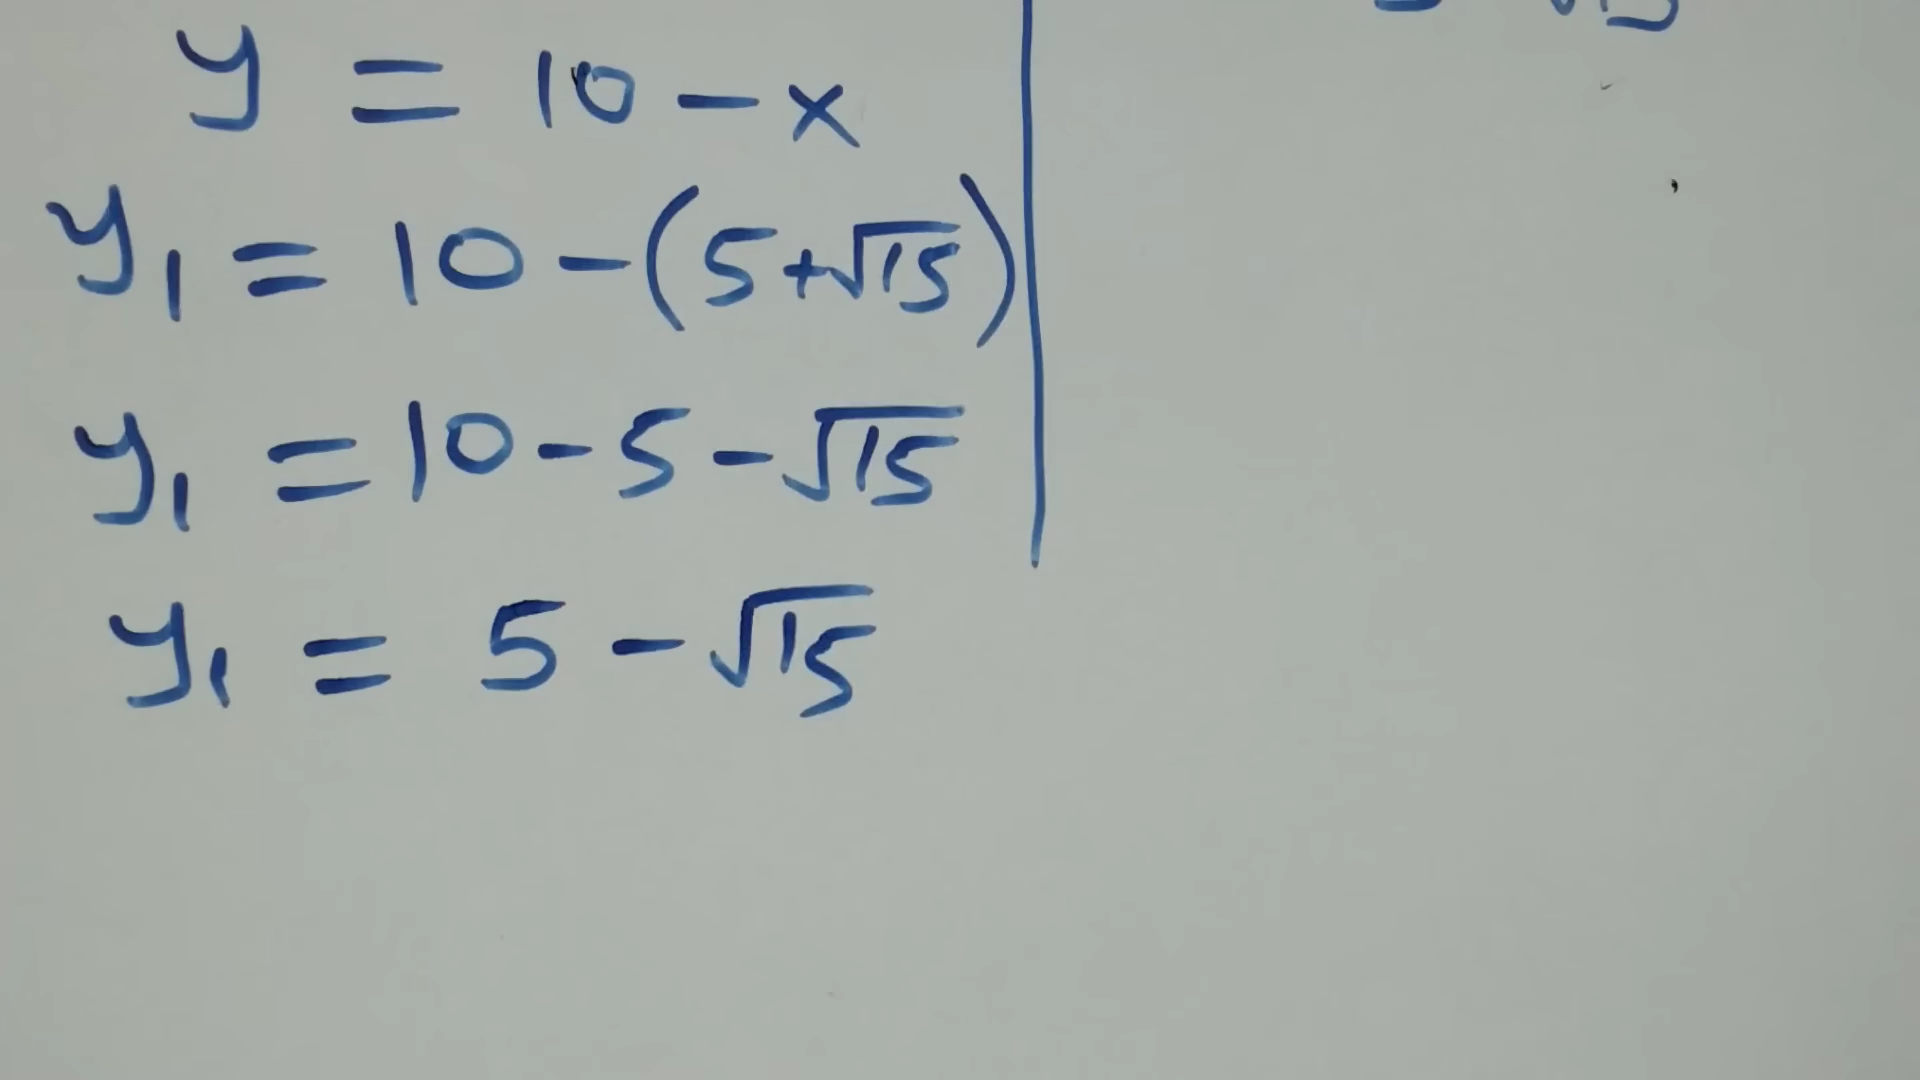 y = 10 - x
y₁ = 10 - (5+√15)
y₁ = 10 - 5 - √15
y₁ = 5 - √15